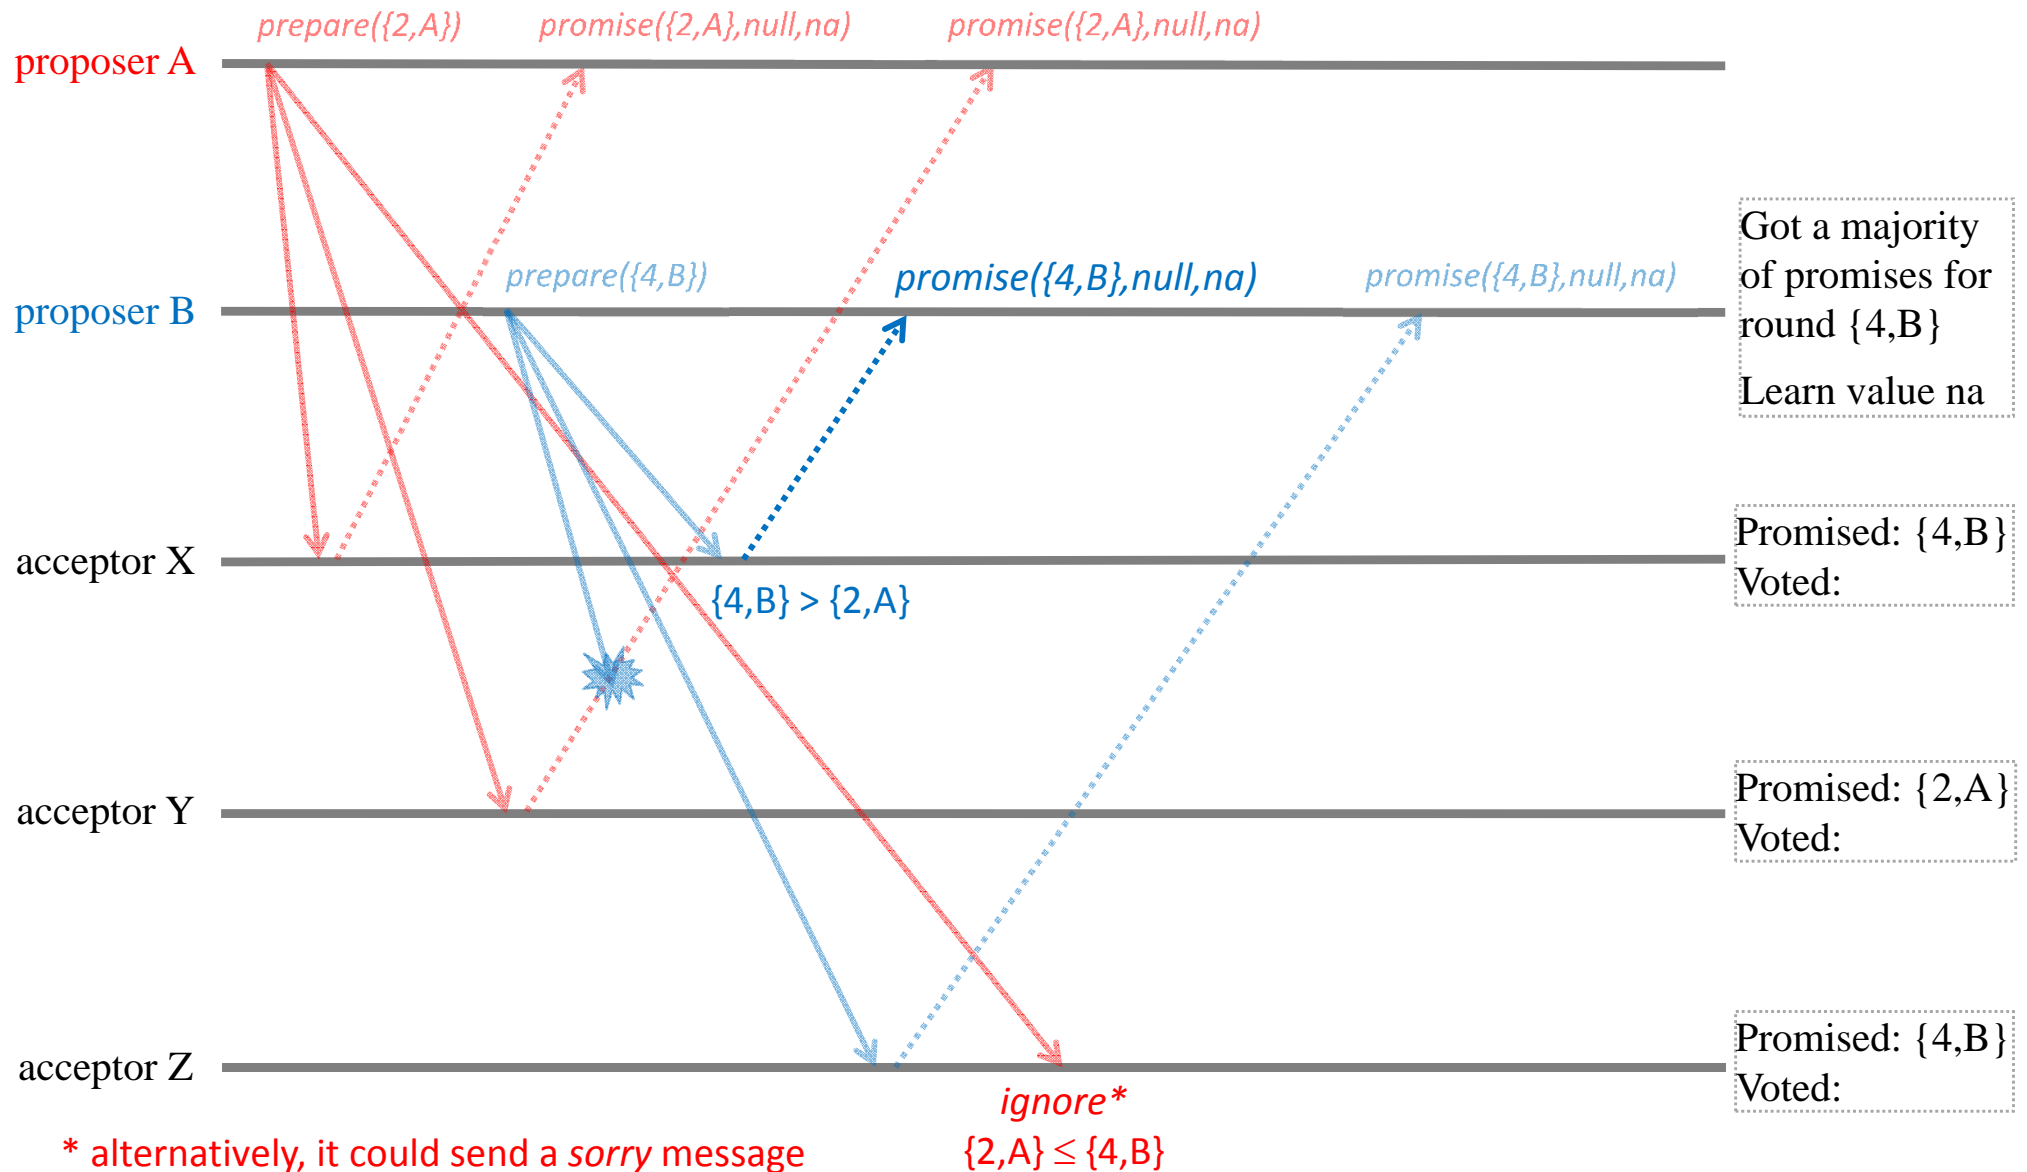 prepare({2,A}) promise({2,A},null,na) promise({2,A},null,na)
proposer A
Got a majority
of promises for
round {4,B}
Learn value na
prepare({4,B}) promise({4,B},null,na) promise({4,B},null,na)
proposer B
acceptor X
Promised: {4,B}
Voted:
{4,B} > {2,A}
acceptor Y
Promised: {2,A}
Voted:
acceptor Z
Promised: {4,B}
Voted:
ignore*
{2,A} ≤ {4,B}
* alternatively, it could send a sorry message